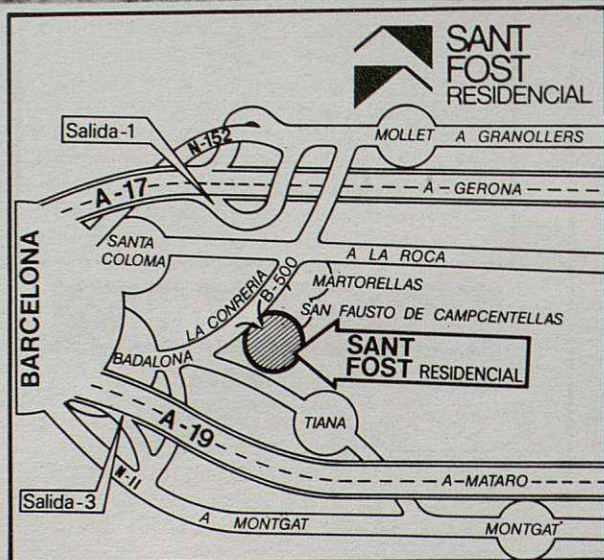 SANT
FOST
RESIDENCIAL
Salida-1
N-152
MOLLET
A GRANOLLERS
A-17
A-GERONA
BARCELONA
SANTA
COLOMA
A LA ROCA
LA CONRERIA
B-500
MARTORELLAS
SAN FAUSTO DE CAMPCENTELLAS
BADALONA
SANT
FOST RESIDENCIAL
TIANA
A-19
A-MATARO
Salida-3
N-II
A MONTGAT
MONTGAT